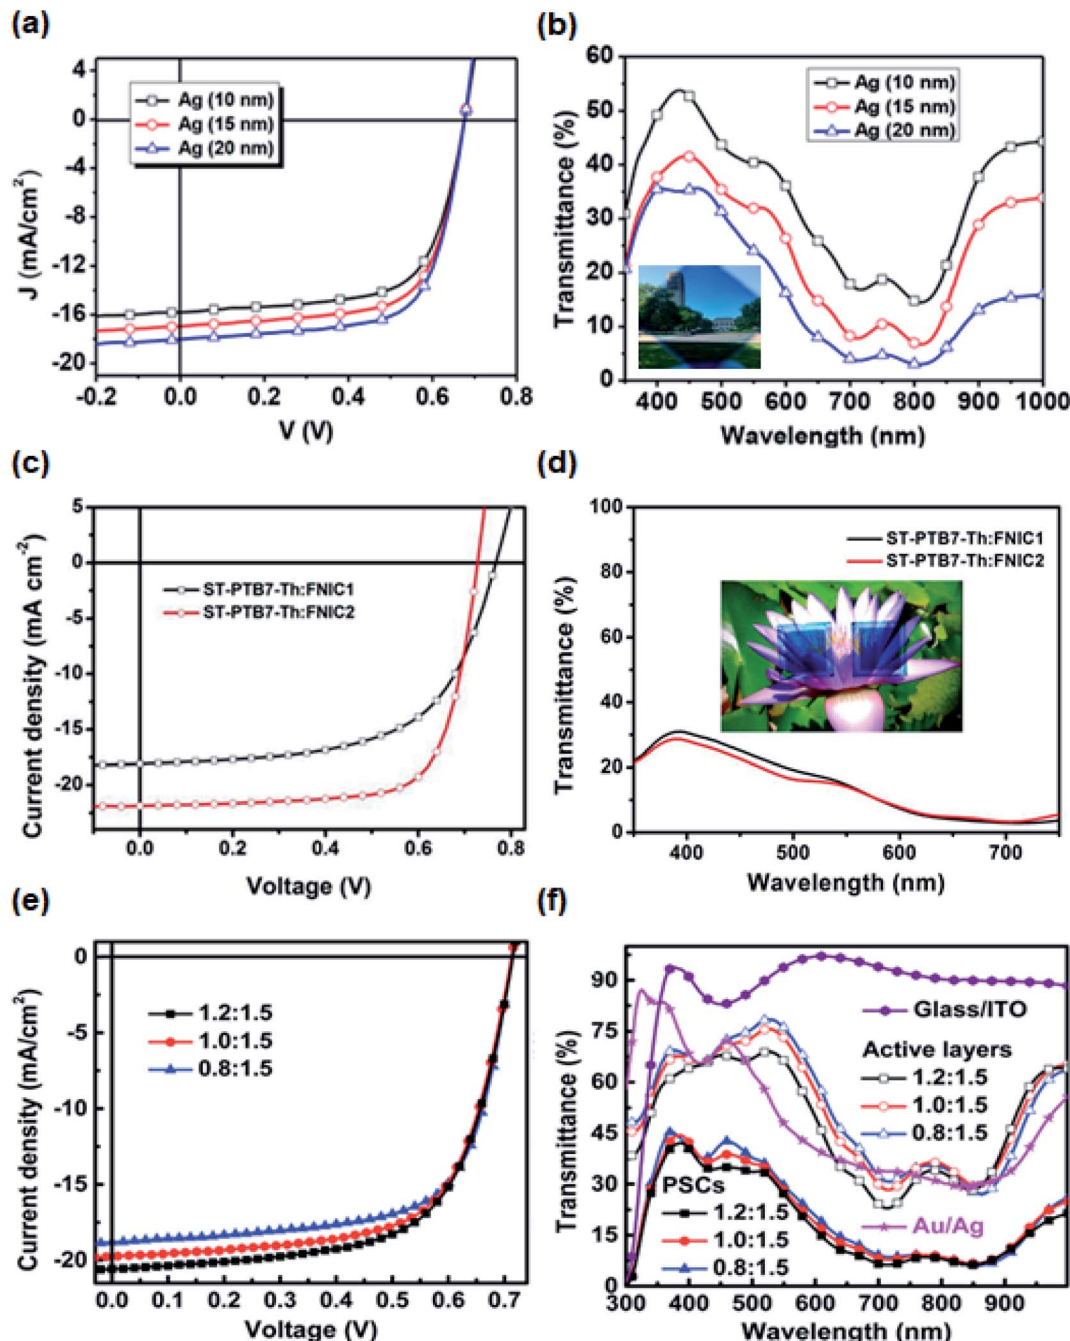 (a)
4
0
-4
-8
-12
-16
-20
J (mA/cm²)
Ag (10 nm)
Ag (15 nm)
Ag (20 nm)
-0.2 0.0 0.2 0.4 0.6 0.8
V (V)
(b)
60
50
40
30
20
10
0
Transmittance (%)
Ag (10 nm)
Ag (15 nm)
Ag (20 nm)
400 500 600 700 800 900 1000
Wavelength (nm)
(c)
5
0
-5
-10
-15
-20
Current density (mA cm⁻²)
ST-PTB7-Th:FNIC1
ST-PTB7-Th:FNIC2
0.0 0.2 0.4 0.6 0.8
Voltage (V)
(d)
100
80
60
40
20
0
Transmittance (%)
ST-PTB7-Th:FNIC1
ST-PTB7-Th:FNIC2
400 500 600 700
Wavelength (nm)
(e)
0
-5
-10
-15
-20
Current density (mA/cm²)
1.2:1.5
1.0:1.5
0.8:1.5
0.0 0.1 0.2 0.3 0.4 0.5 0.6 0.7
Voltage (V)
(f)
90
75
60
45
30
15
0
Transmittance (%)
Glass/ITO
Active layers
1.2:1.5
1.0:1.5
0.8:1.5
PSCs
1.2:1.5
1.0:1.5
0.8:1.5
Au/Ag
300 400 500 600 700 800 900
Wavelength (nm)